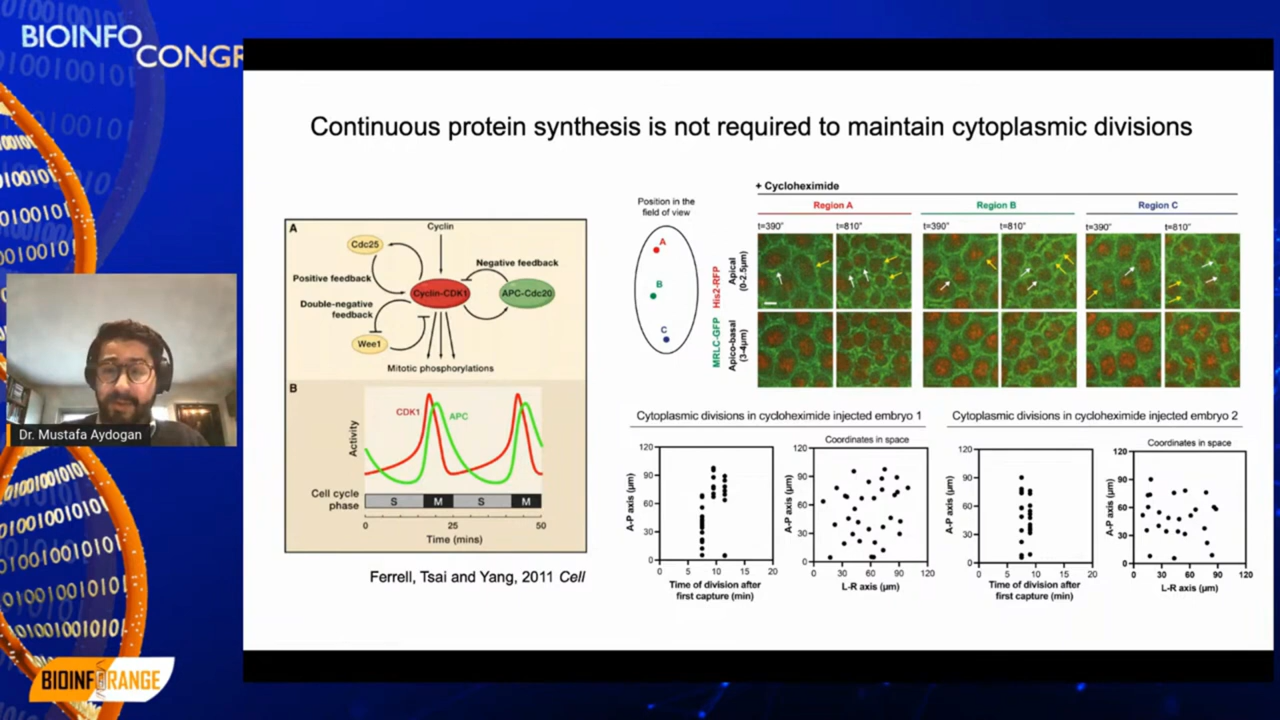 BIOINFO
CONGR
Continuous protein synthesis is not required to maintain cytoplasmic divisions
A
Cyclin
Cdc25
Positive feedback
Negative feedback
Cyclin-CDK1
APC-Cdc20
Double-negative
feedback
Wee1
Mitotic phosphorylations
B
CDK1
APC
Activity
Cell cycle
phase
S
M
S
M
0
25
50
Time (mins)
Ferrell, Tsai and Yang, 2011 Cell
Position in the
field of view
A
B
C
+ Cycloheximide
Region A
Region B
Region C
t=390"
t=810"
t=390"
t=810"
t=390"
t=810"
His2-RFP
MRLC-GFP
Apical
(0-2.5µm)
Apico-basal
(3-4µm)
Cytoplasmic divisions in cycloheximide injected embryo 1
A-P axis (µm)
120
90
60
30
0
0
5
10
15
20
Time of division after
first capture (min)
Coordinates in space
A-P axis (µm)
120
90
60
30
0
0
30
60
90
120
L-R axis (µm)
Cytoplasmic divisions in cycloheximide injected embryo 2
A-P axis (µm)
120
90
60
30
0
0
5
10
15
20
Time of division after
first capture (min)
Coordinates in space
A-P axis (µm)
120
90
60
30
0
0
30
60
90
120
L-R axis (µm)
Dr. Mustafa Aydogan
BIOINFORANGE